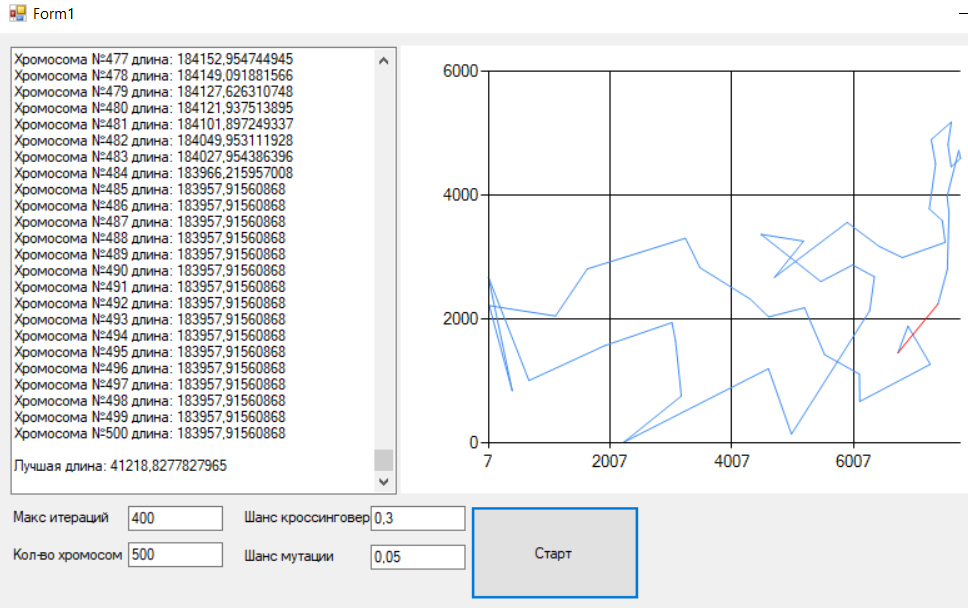 Form1
Хромосома №477 длина: 184152,954744945
Хромосома №478 длина: 184149,091881566
Хромосома №479 длина: 184127,626310748
Хромосома №480 длина: 184121,937513895
Хромосома №481 длина: 184101,897249337
Хромосома №482 длина: 184049,953111928
Хромосома №483 длина: 184027,954386396
Хромосома №484 длина: 183966,215957008
Хромосома №485 длина: 183957,91560868
Хромосома №486 длина: 183957,91560868
Хромосома №487 длина: 183957,91560868
Хромосома №488 длина: 183957,91560868
Хромосома №489 длина: 183957,91560868
Хромосома №490 длина: 183957,91560868
Хромосома №491 длина: 183957,91560868
Хромосома №492 длина: 183957,91560868
Хромосома №493 длина: 183957,91560868
Хромосома №494 длина: 183957,91560868
Хромосома №495 длина: 183957,91560868
Хромосома №496 длина: 183957,91560868
Хромосома №497 длина: 183957,91560868
Хромосома №498 длина: 183957,91560868
Хромосома №499 длина: 183957,91560868
Хромосома №500 длина: 183957,91560868
Лучшая длина: 41218,8277827965
6000
4000
2000
0
7 2007 4007 6007
Макс итераций 400 Шанс кроссинговер 0,3
Кол-во хромосом 500 Шанс мутации 0,05
Старт